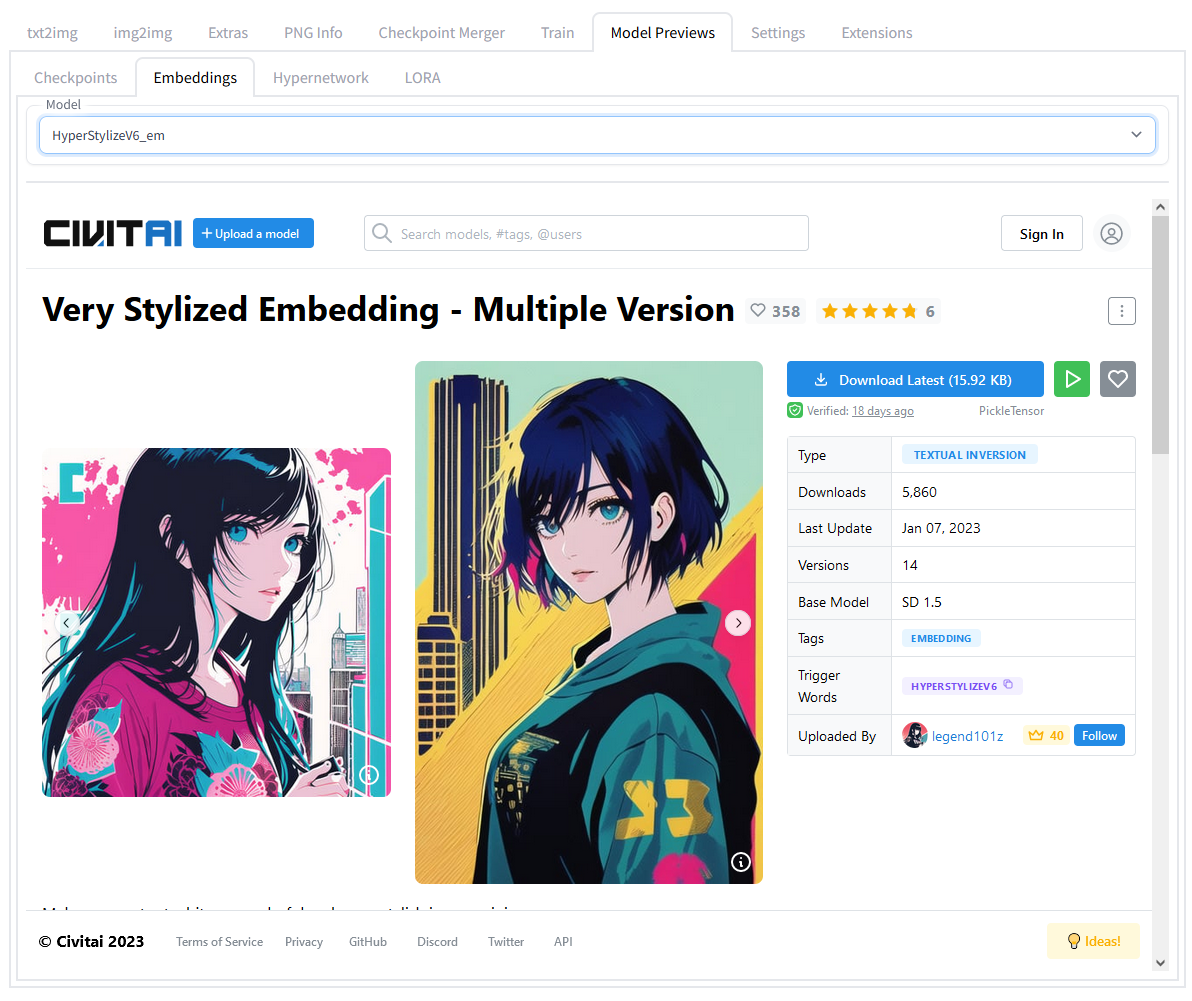 txt2img img2img Extras PNG Info Checkpoint Merger Train Model Previews Settings Extensions
Checkpoints Embeddings Hypernetwork LORA
Model
HyperStylizeV6_em
CIVITAI + Upload a model Search models, #tags, @users Sign In
Very Stylized Embedding - Multiple Version 358 6
Download Latest (15.92 KB)
Verified: 18 days ago PickleTensor
Type TEXTUAL INVERSION
Downloads 5,860
Last Update Jan 07, 2023
Versions 14
Base Model SD 1.5
Tags EMBEDDING
Trigger
Words HYPERSTYLIZEV6
Uploaded By legend101z 40 Follow
© Civitai 2023 Terms of Service Privacy GitHub Discord Twitter API Ideas!